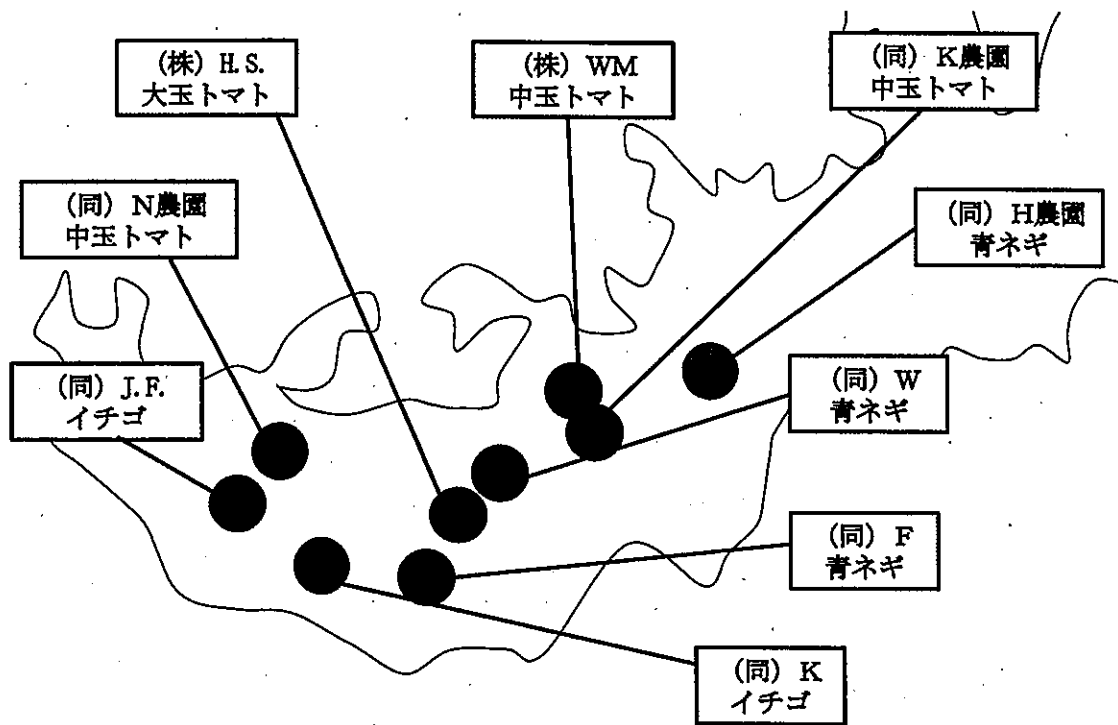 (株) H.S.
大玉トマト
(株) WM
中玉トマト
(同) K農園
中玉トマト
(同) N農園
中玉トマト
(同) H農園
青ネギ
(同) J.F.
イチゴ
(同) W
青ネギ
(同) F
青ネギ
(同) K
イチゴ